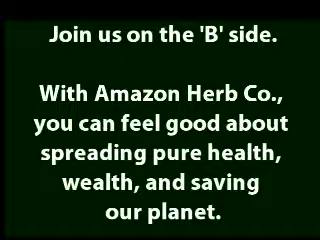 Join us on the 'B' side.
With Amazon Herb Co.,
you can feel good about
spreading pure health,
wealth, and saving
our planet.